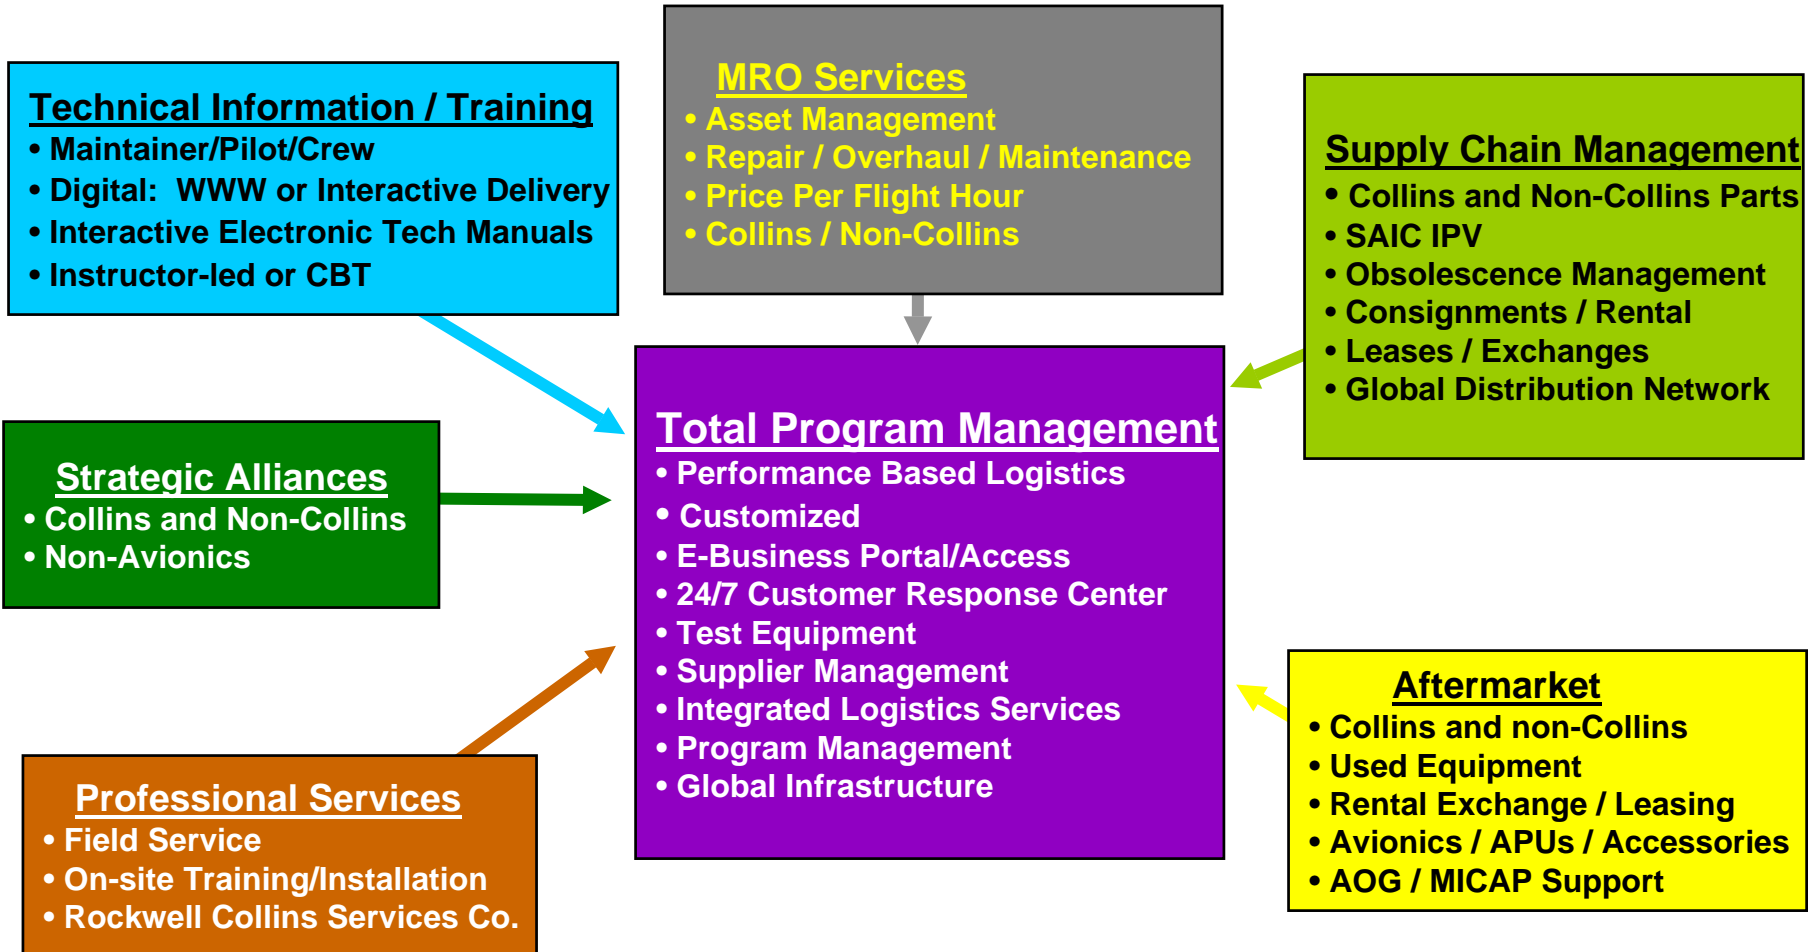 MRO Services
• Asset Management
• Repair / Overhaul / Maintenance
• Price Per Flight Hour
• Collins / Non-Collins
Technical Information / Training
• Maintainer/Pilot/Crew
• Digital:  WWW or Interactive Delivery
• Interactive Electronic Tech Manuals
• Instructor-led or CBT
Supply Chain Management
• Collins and Non-Collins Parts
• SAIC IPV
• Obsolescence Management
• Consignments / Rental
• Leases / Exchanges
• Global Distribution Network
Total Program Management
• Performance Based Logistics
• Customized
• E-Business Portal/Access
• 24/7 Customer Response Center
• Test Equipment
• Supplier Management
• Integrated Logistics Services
• Program Management
• Global Infrastructure
Strategic Alliances
• Collins and Non-Collins
• Non-Avionics
Professional Services
• Field Service
• On-site Training/Installation
• Rockwell Collins Services Co.
Aftermarket
• Collins and non-Collins
• Used Equipment
• Rental Exchange / Leasing
• Avionics / APUs / Accessories
• AOG / MICAP Support